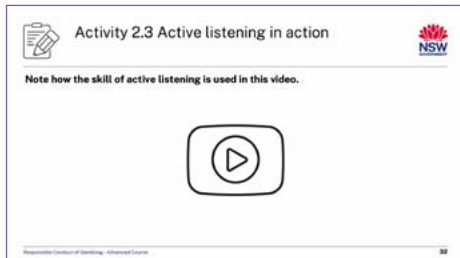 Activity 2.3 Active listening in action
NSW
GOVERNMENT
Note how the skill of active listening is used in this video.
Responsible Conduct of Gambling - Advanced Course
32